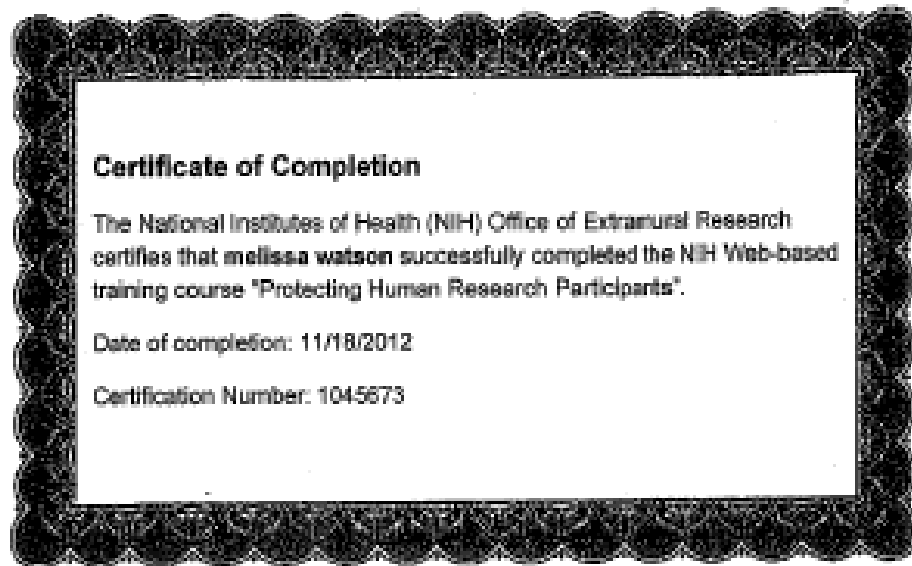 Certificate of Completion
The National Institutes of Health (NIH) Office of Extramural Research
certifies that melissa watson successfully completed the NIH Web-based
training course "Protecting Human Research Participants".
Date of completion: 11/18/2012
Certification Number: 1045673